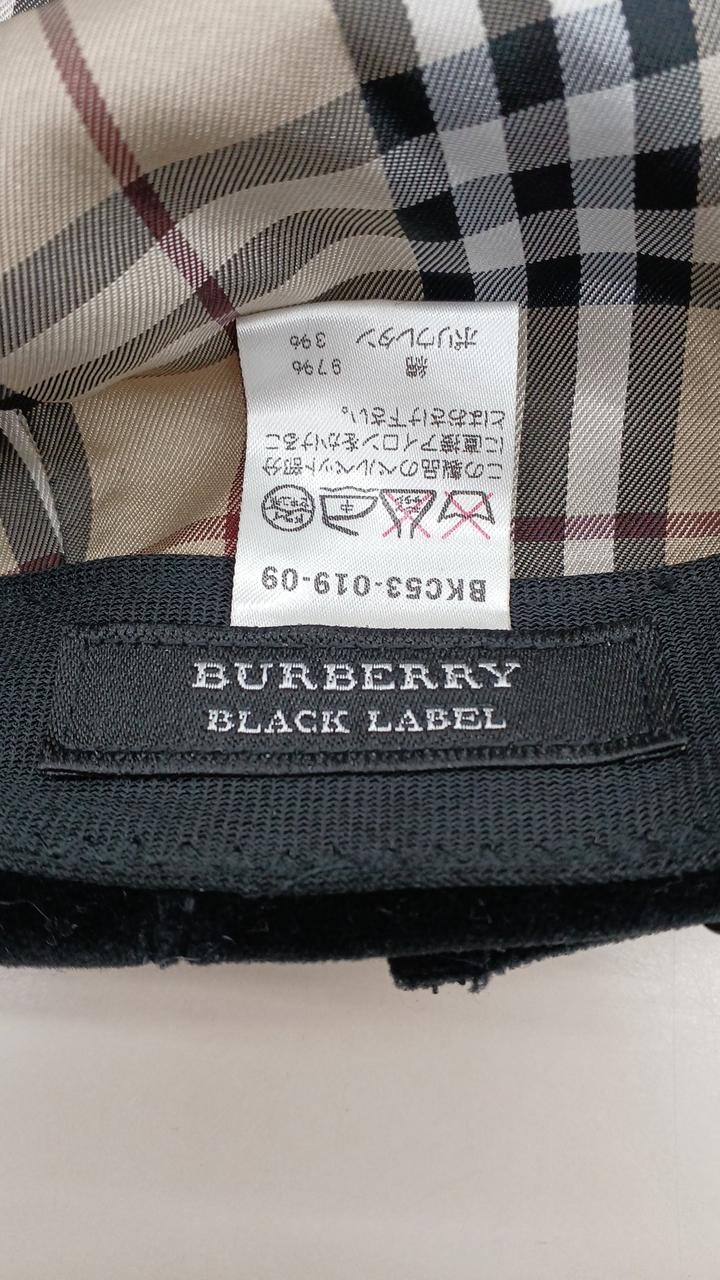 BURBERRY
BLACK LABEL
BKC53-019-09
この製品のベルベット部分
に直接アイロンをかけるこ
とはおさけ下さい。
綿 97%
ポリウレタン 3%